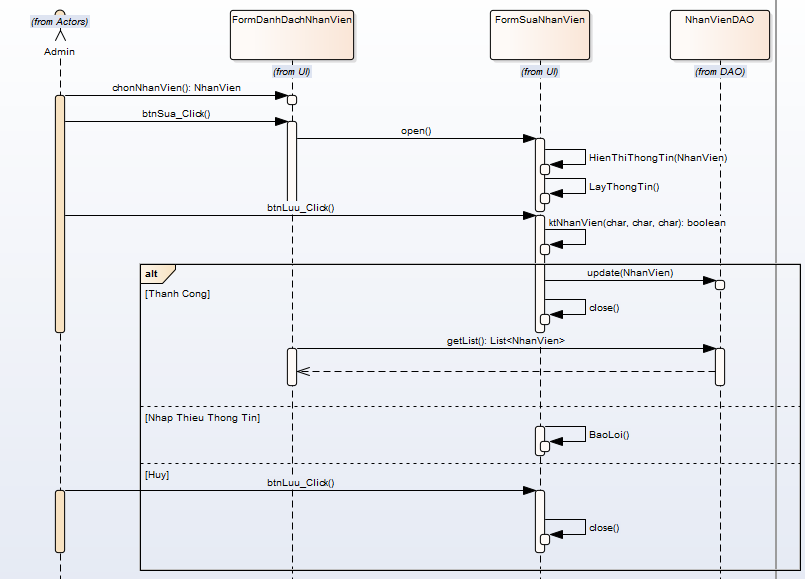 (from Actors)
Admin
FormDanhDachNhanVien
(from UI)
FormSuaNhanVien
(from UI)
NhanVienDAO
(from DAO)
chonNhanVien(): NhanVien
btnSua_Click()
open()
HienThiThongTin(NhanVien)
LayThongTin()
btnLuu_Click()
ktNhanVien(char, char, char): boolean
alt
update(NhanVien)
[Thanh Cong]
close()
getList(): List<NhanVien>
[Nhap Thieu Thong Tin]
BaoLoi()
[Huy]
btnLuu_Click()
close()